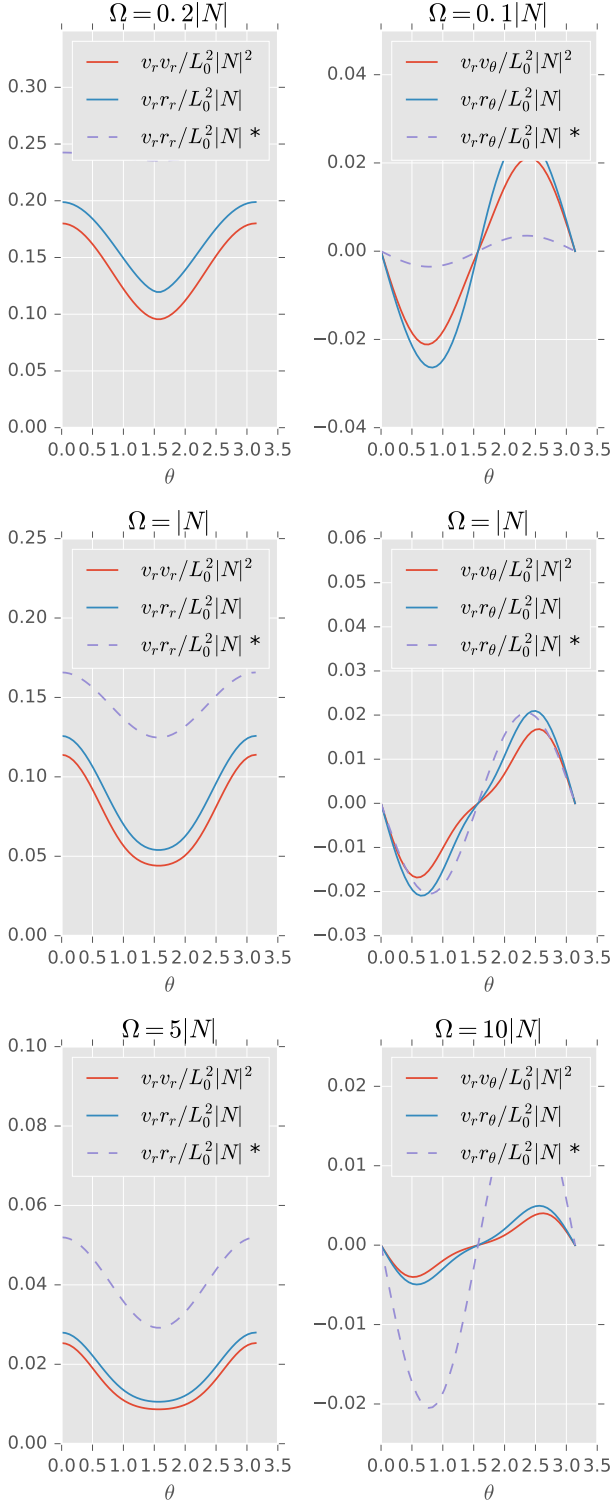 Ω = 0.2|N|
v_r v_r/L_0^2|N|^2
v_r r_r/L_0^2|N|
v_r r_r/L_0^2|N| *
0.35
0.30
0.25
0.20
0.15
0.10
0.05
0.00
0.0 0.5 1.0 1.5 2.0 2.5 3.0 3.5
θ
Ω = 0.1|N|
v_r v_θ/L_0^2|N|^2
v_r r_θ/L_0^2|N|
v_r r_θ/L_0^2|N| *
0.04
0.02
0.00
−0.02
−0.04
0.0 0.5 1.0 1.5 2.0 2.5 3.0 3.5
θ
Ω = |N|
v_r v_r/L_0^2|N|^2
v_r r_r/L_0^2|N|
v_r r_r/L_0^2|N| *
0.25
0.20
0.15
0.10
0.05
0.00
0.0 0.5 1.0 1.5 2.0 2.5 3.0 3.5
θ
Ω = |N|
v_r v_θ/L_0^2|N|^2
v_r r_θ/L_0^2|N|
v_r r_θ/L_0^2|N| *
0.06
0.05
0.04
0.03
0.02
0.01
0.00
−0.01
−0.02
−0.03
0.0 0.5 1.0 1.5 2.0 2.5 3.0 3.5
θ
Ω = 5|N|
v_r v_r/L_0^2|N|^2
v_r r_r/L_0^2|N|
v_r r_r/L_0^2|N| *
0.10
0.08
0.06
0.04
0.02
0.00
0.0 0.5 1.0 1.5 2.0 2.5 3.0 3.5
θ
Ω = 10|N|
v_r v_θ/L_0^2|N|^2
v_r r_θ/L_0^2|N|
v_r r_θ/L_0^2|N| *
0.02
0.01
0.00
−0.01
−0.02
0.0 0.5 1.0 1.5 2.0 2.5 3.0 3.5
θ